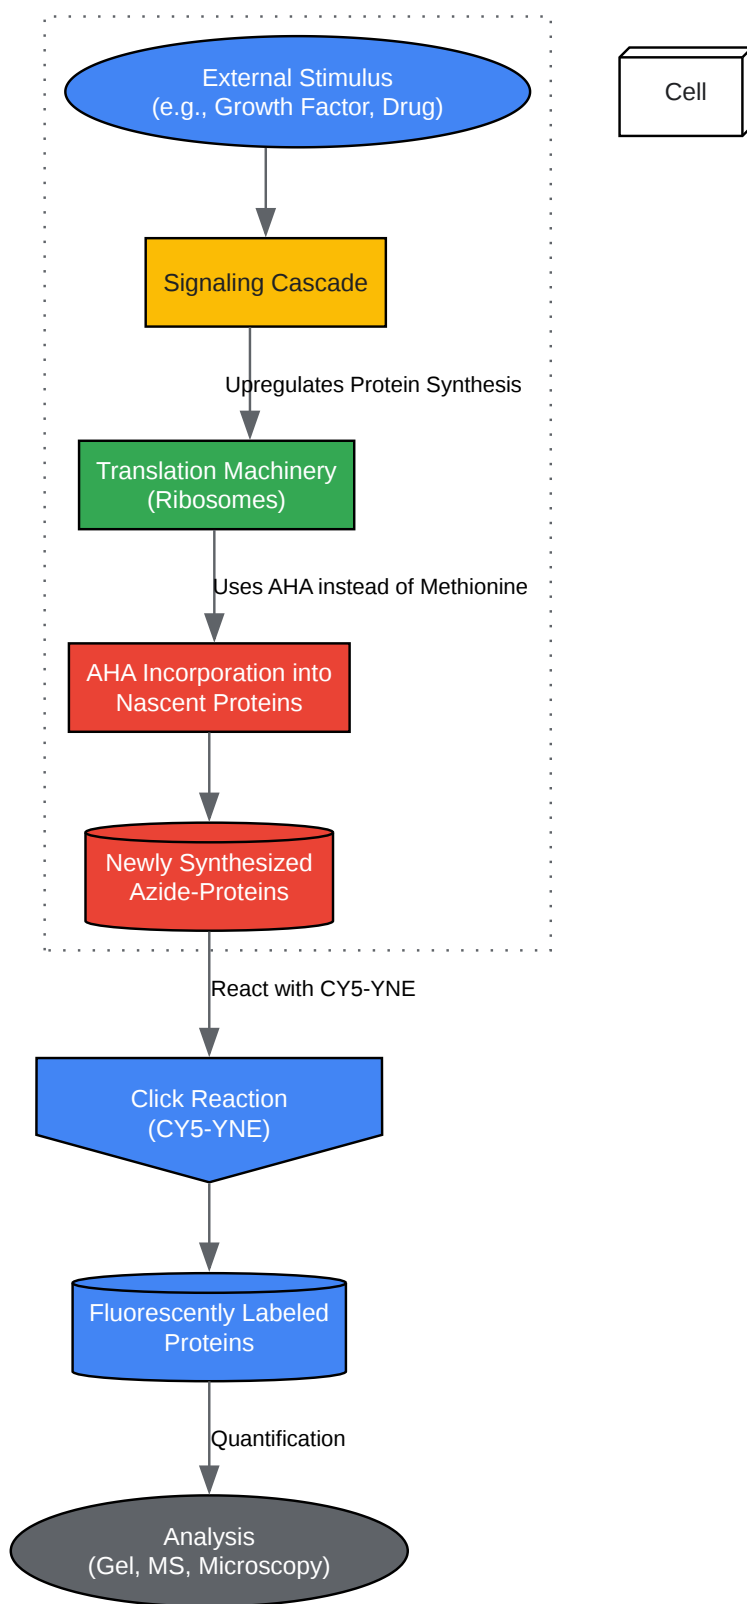 External Stimulus
(e.g., Growth Factor, Drug)
Cell
Signaling Cascade
Upregulates Protein Synthesis
Translation Machinery
(Ribosomes)
Uses AHA instead of Methionine
AHA Incorporation into
Nascent Proteins
Newly Synthesized
Azide-Proteins
React with CY5-YNE
Click Reaction
(CY5-YNE)
Fluorescently Labeled
Proteins
Quantification
Analysis
(Gel, MS, Microscopy)